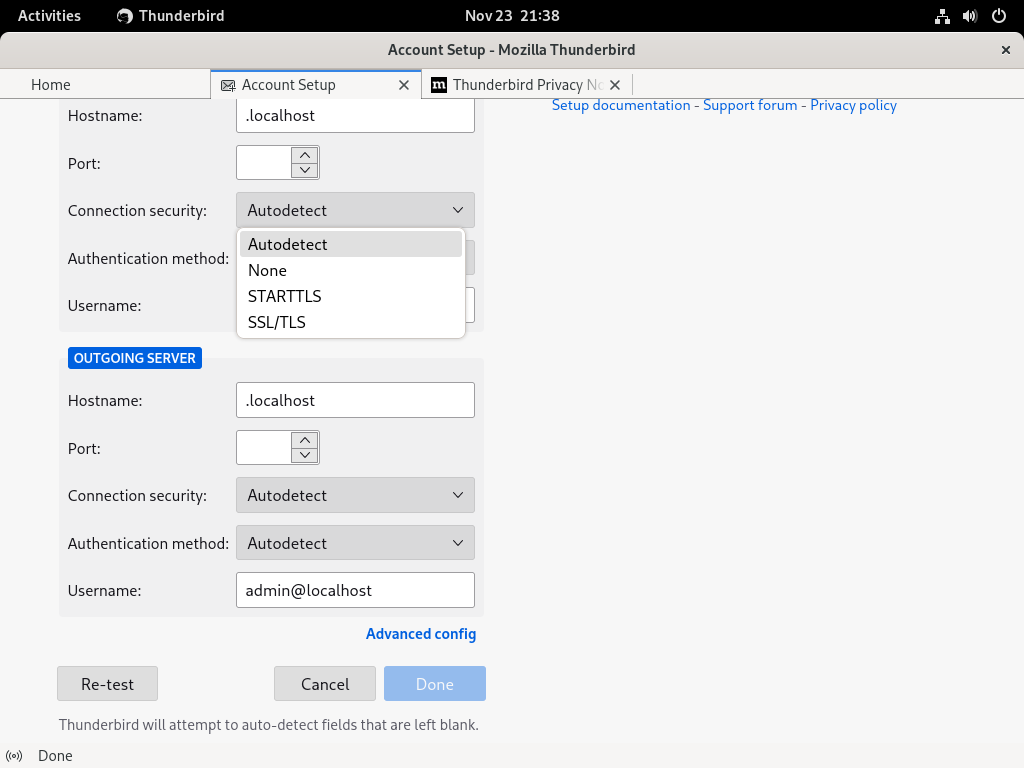 Activities Thunderbird Nov 23 21:38
Account Setup - Mozilla Thunderbird
Home Account Setup Thunderbird Privacy No
Setup documentation - Support forum - Privacy policy
Hostname: .localhost
Port:
Connection security: Autodetect
Autodetect
None
STARTTLS
SSL/TLS
Authentication method:
Username:
OUTGOING SERVER
Hostname: .localhost
Port:
Connection security: Autodetect
Authentication method: Autodetect
Username: admin@localhost
Advanced config
Re-test Cancel Done
Thunderbird will attempt to auto-detect fields that are left blank.
Done